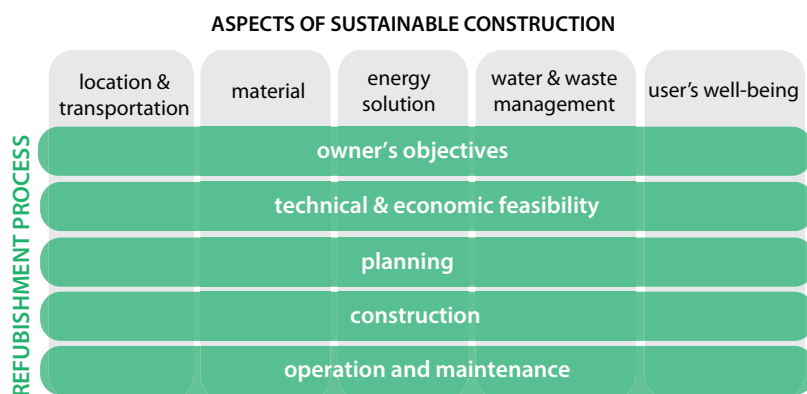 ASPECTS OF SUSTAINABLE CONSTRUCTION
location &
transportation
material
energy
solution
water & waste
management
user's well-being
REFUBISHMENT PROCESS
owner's objectives
technical & economic feasibility
planning
construction
operation and maintenance